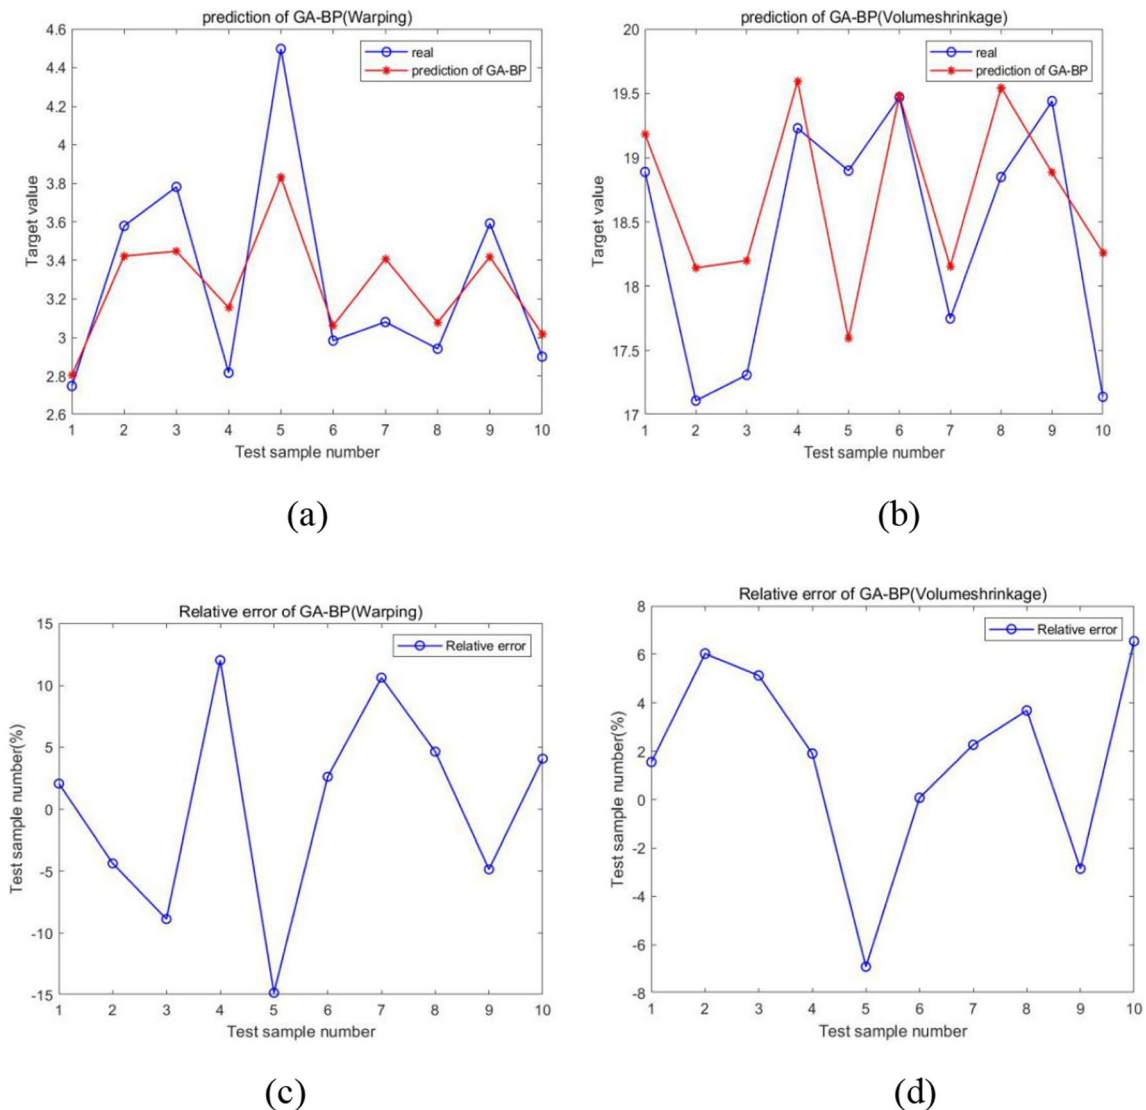 prediction of GA-BP(Warping)
4.6
4.4
4.2
4
3.8
3.6
3.4
3.2
3
2.8
2.6
Target value
real
prediction of GA-BP
1 2 3 4 5 6 7 8 9 10
Test sample number
(a)
prediction of GA-BP(Volumeshrinkage)
20
19.5
19
18.5
18
17.5
17
Target value
real
prediction of GA-BP
1 2 3 4 5 6 7 8 9 10
Test sample number
(b)
Relative error of GA-BP(Warping)
15
10
5
0
-5
-10
-15
Test sample number(%)
Relative error
1 2 3 4 5 6 7 8 9 10
Test sample number
(c)
Relative error of GA-BP(Volumeshrinkage)
8
6
4
2
0
-2
-4
-6
-8
Test sample number(%)
Relative error
1 2 3 4 5 6 7 8 9 10
Test sample number
(d)